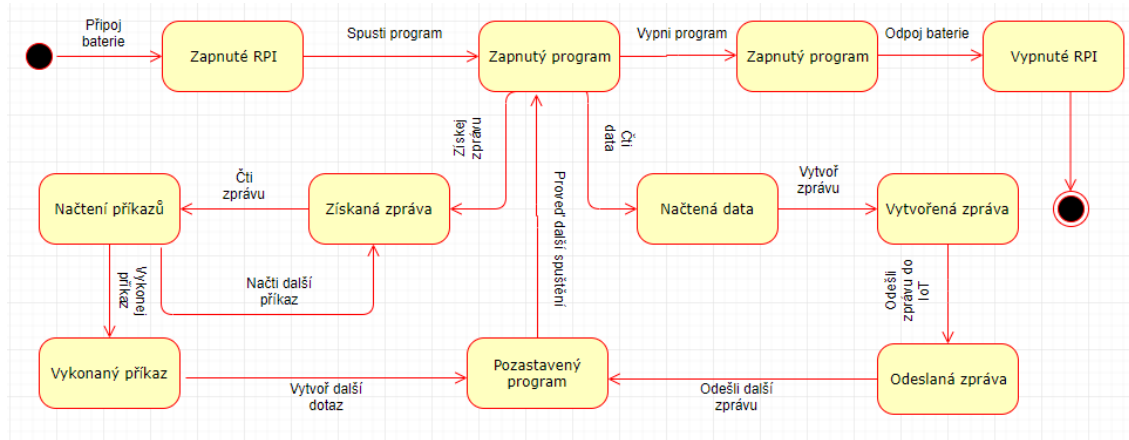 Připoj
baterie
Zapnuté RPI
Spusti program
Zapnutý program
Vypni program
Zapnutý program
Odpoj baterie
Vypnuté RPI
Získej
zprávu
Čti
data
Čti
zprávu
Načtení příkazů
Získaná zpráva
Proveď další spuštění
Načtená data
Vytvoř
zprávu
Vytvořená zpráva
Vykonej
příkaz
Načti další
příkaz
Odešli
zprávu do
IoT
Vykonaný příkaz
Vytvoř další
dotaz
Pozastavený
program
Odešli další
zprávu
Odeslaná zpráva